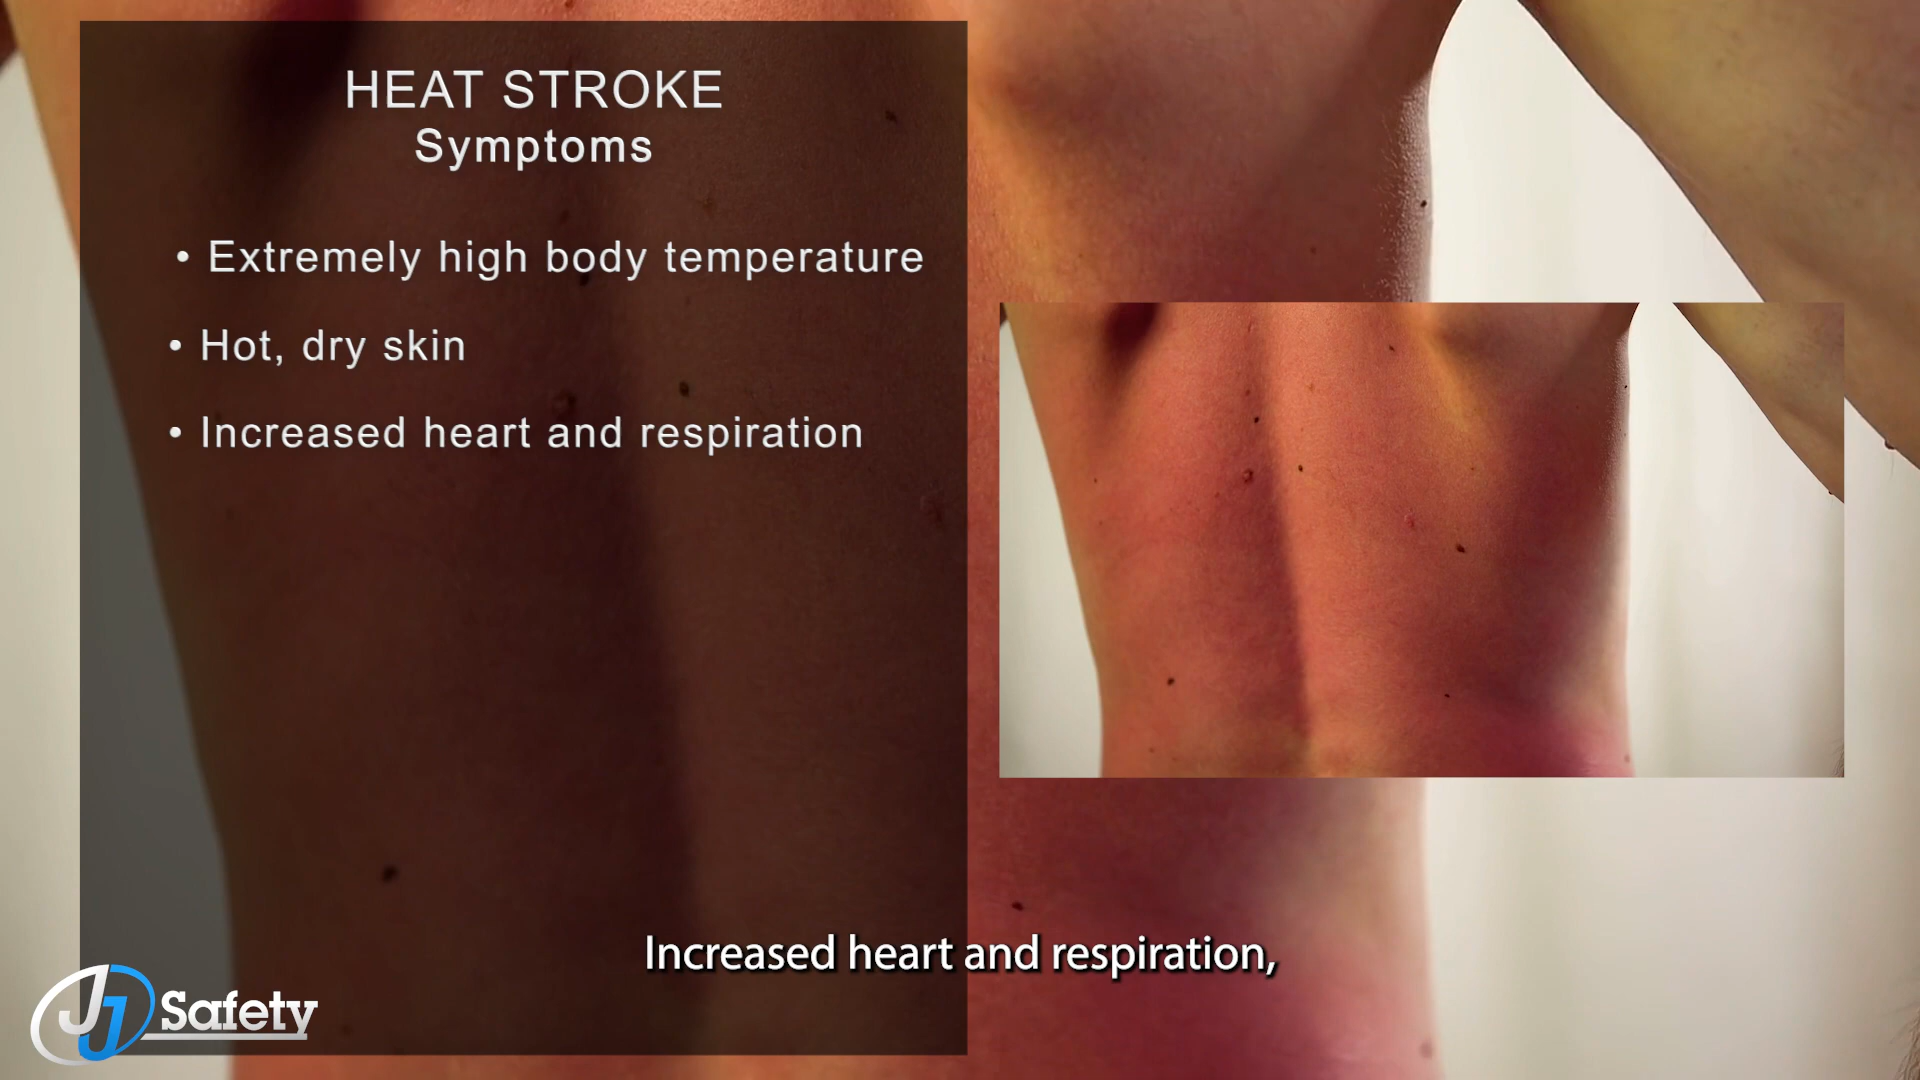 HEAT STROKE
Symptoms
• Extremely high body temperature
• Hot, dry skin
• Increased heart and respiration
Increased heart and respiration,
JJ Safety